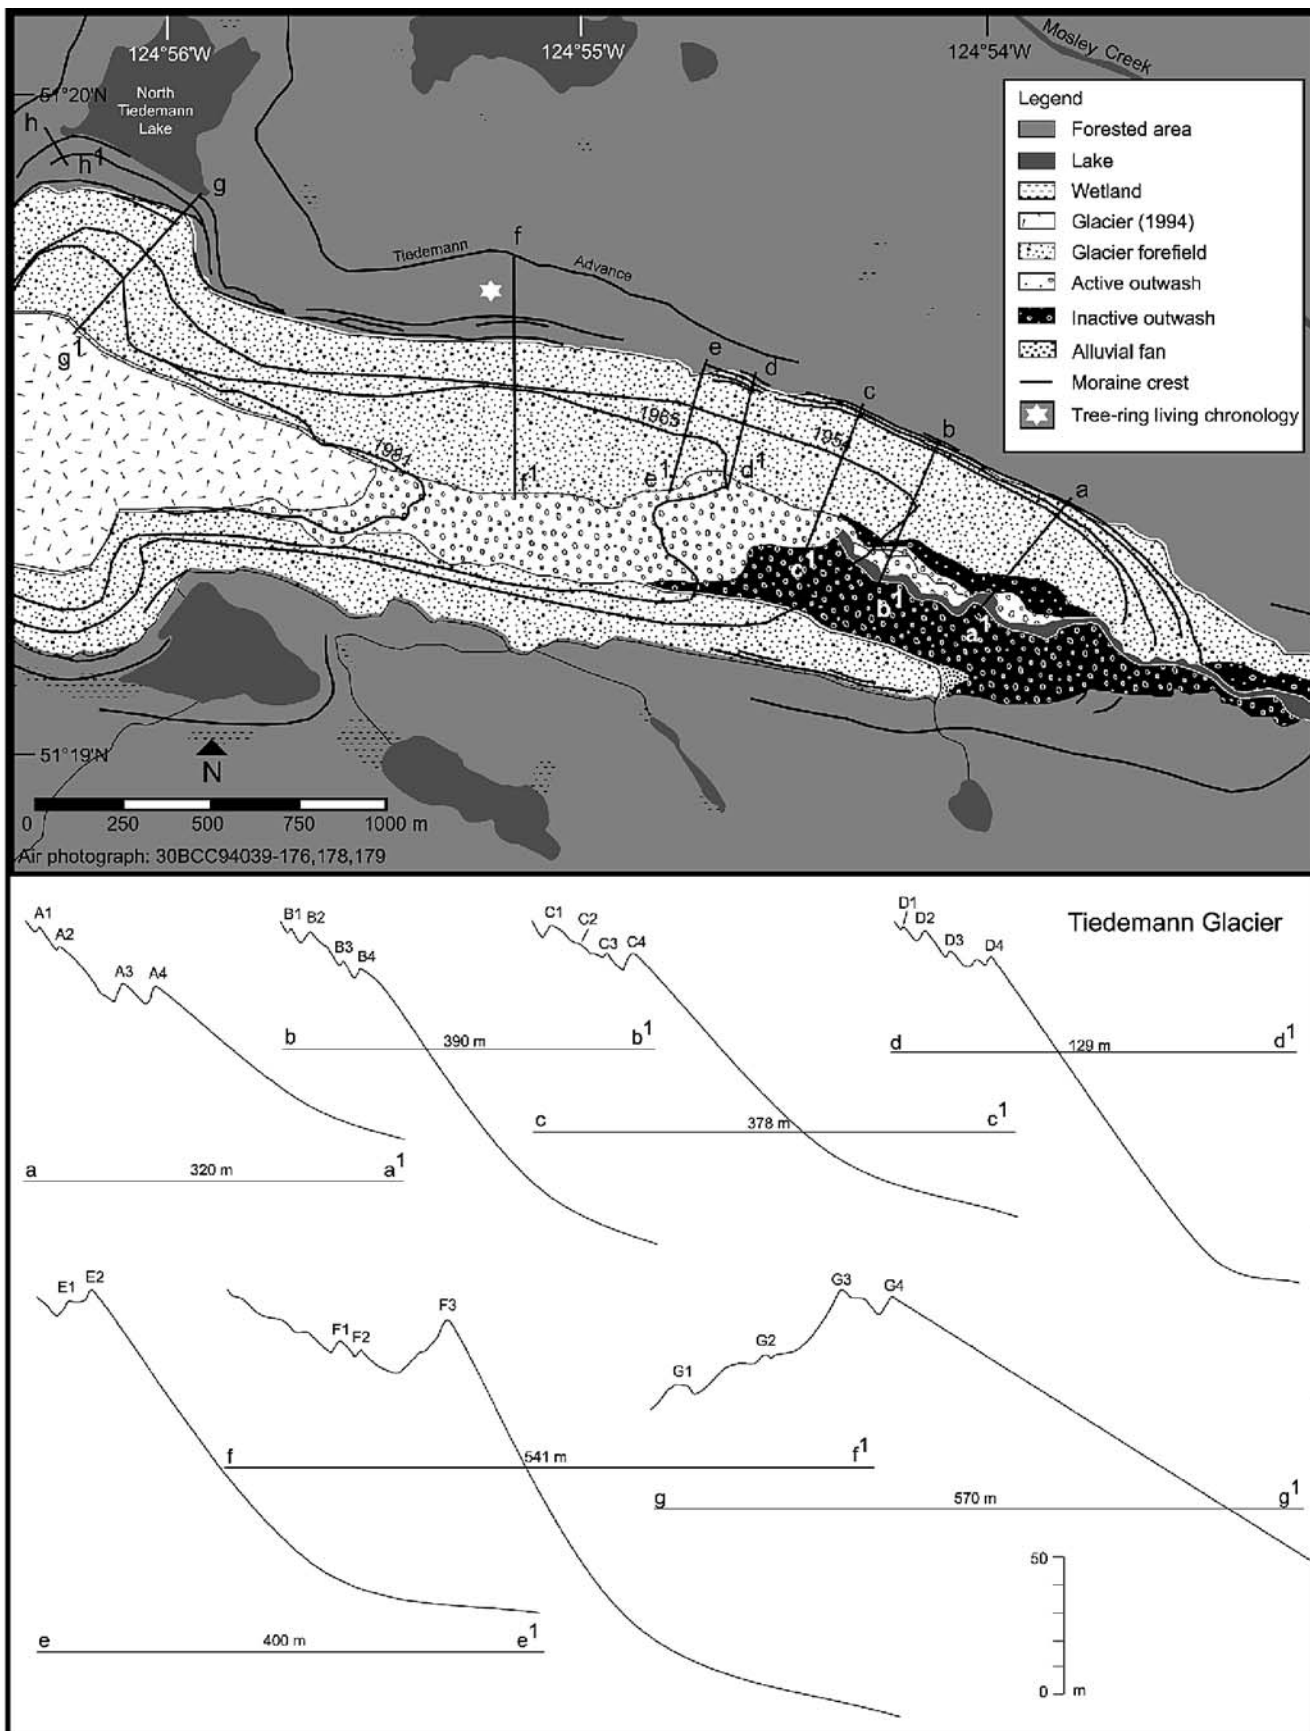 124°56'W
124°55'W
124°54'W
Mosley Creek
51°20'N
North
Tiedemann
Lake
Legend
Forested area
Lake
Wetland
Glacier (1994)
Glacier forefield
Active outwash
Inactive outwash
Alluvial fan
Moraine crest
Tree-ring living chronology
h
h1
g
g1
f
Tiedemann Advance
e
d
c
b
a
1965
1954
1981
f1
e1
d1
c1
b1
a1
51°19'N
N
0 250 500 750 1000 m
Air photograph: 30BCC94039-176,178,179
Tiedemann Glacier
A1
A2
A3 A4
a 320 m a1
B1 B2
B3
B4
b 390 m b1
C1
C2
C3 C4
c 378 m c1
D1
D2
D3 D4
d 129 m d1
E1 E2
e 400 m e1
F1
F2
F3
f 541 m f1
G1
G2
G3 G4
g 570 m g1
50
0 m